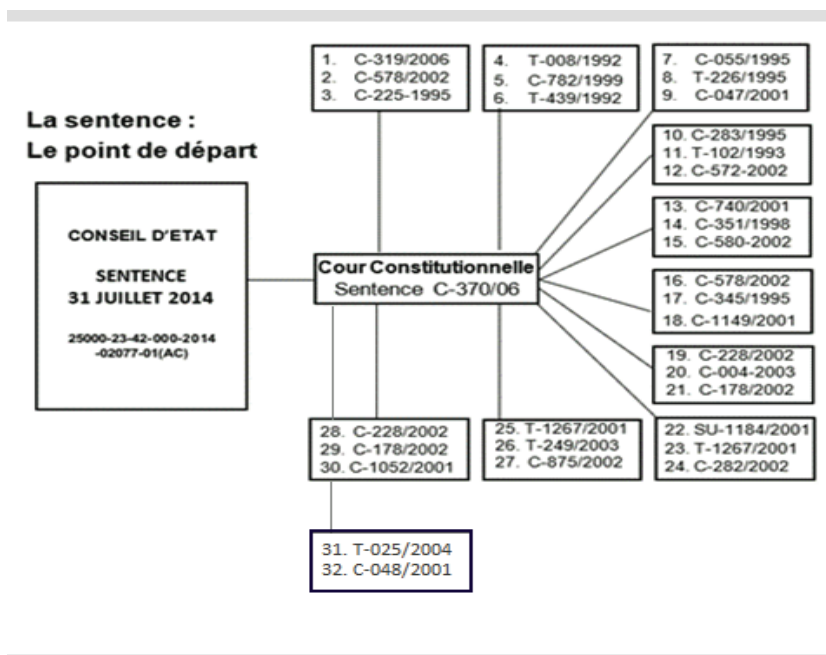 La sentence :
Le point de départ
CONSEIL D'ETAT
SENTENCE
31 JUILLET 2014
25000-23-42-000-2014
-02077-01(AC)
1. C-319/2006
2. C-578/2002
3. C-225-1995
4. T-008/1992
5. C-782/1999
6. T-439/1992
7. C-055/1995
8. T-226/1995
9. C-047/2001
10. C-283/1995
11. T-102/1993
12. C-572-2002
13. C-740/2001
14. C-351/1998
15. C-580-2002
Cour Constitutionnelle
Sentence C-370/06
16. C-578/2002
17. C-345/1995
18. C-1149/2001
19. C-228/2002
20. C-004-2003
21. C-178/2002
22. SU-1184/2001
23. T-1267/2001
24. C-282/2002
25. T-1267/2001
26. T-249/2003
27. C-875/2002
28. C-228/2002
29. C-178/2002
30. C-1052/2001
31. T-025/2004
32. C-048/2001